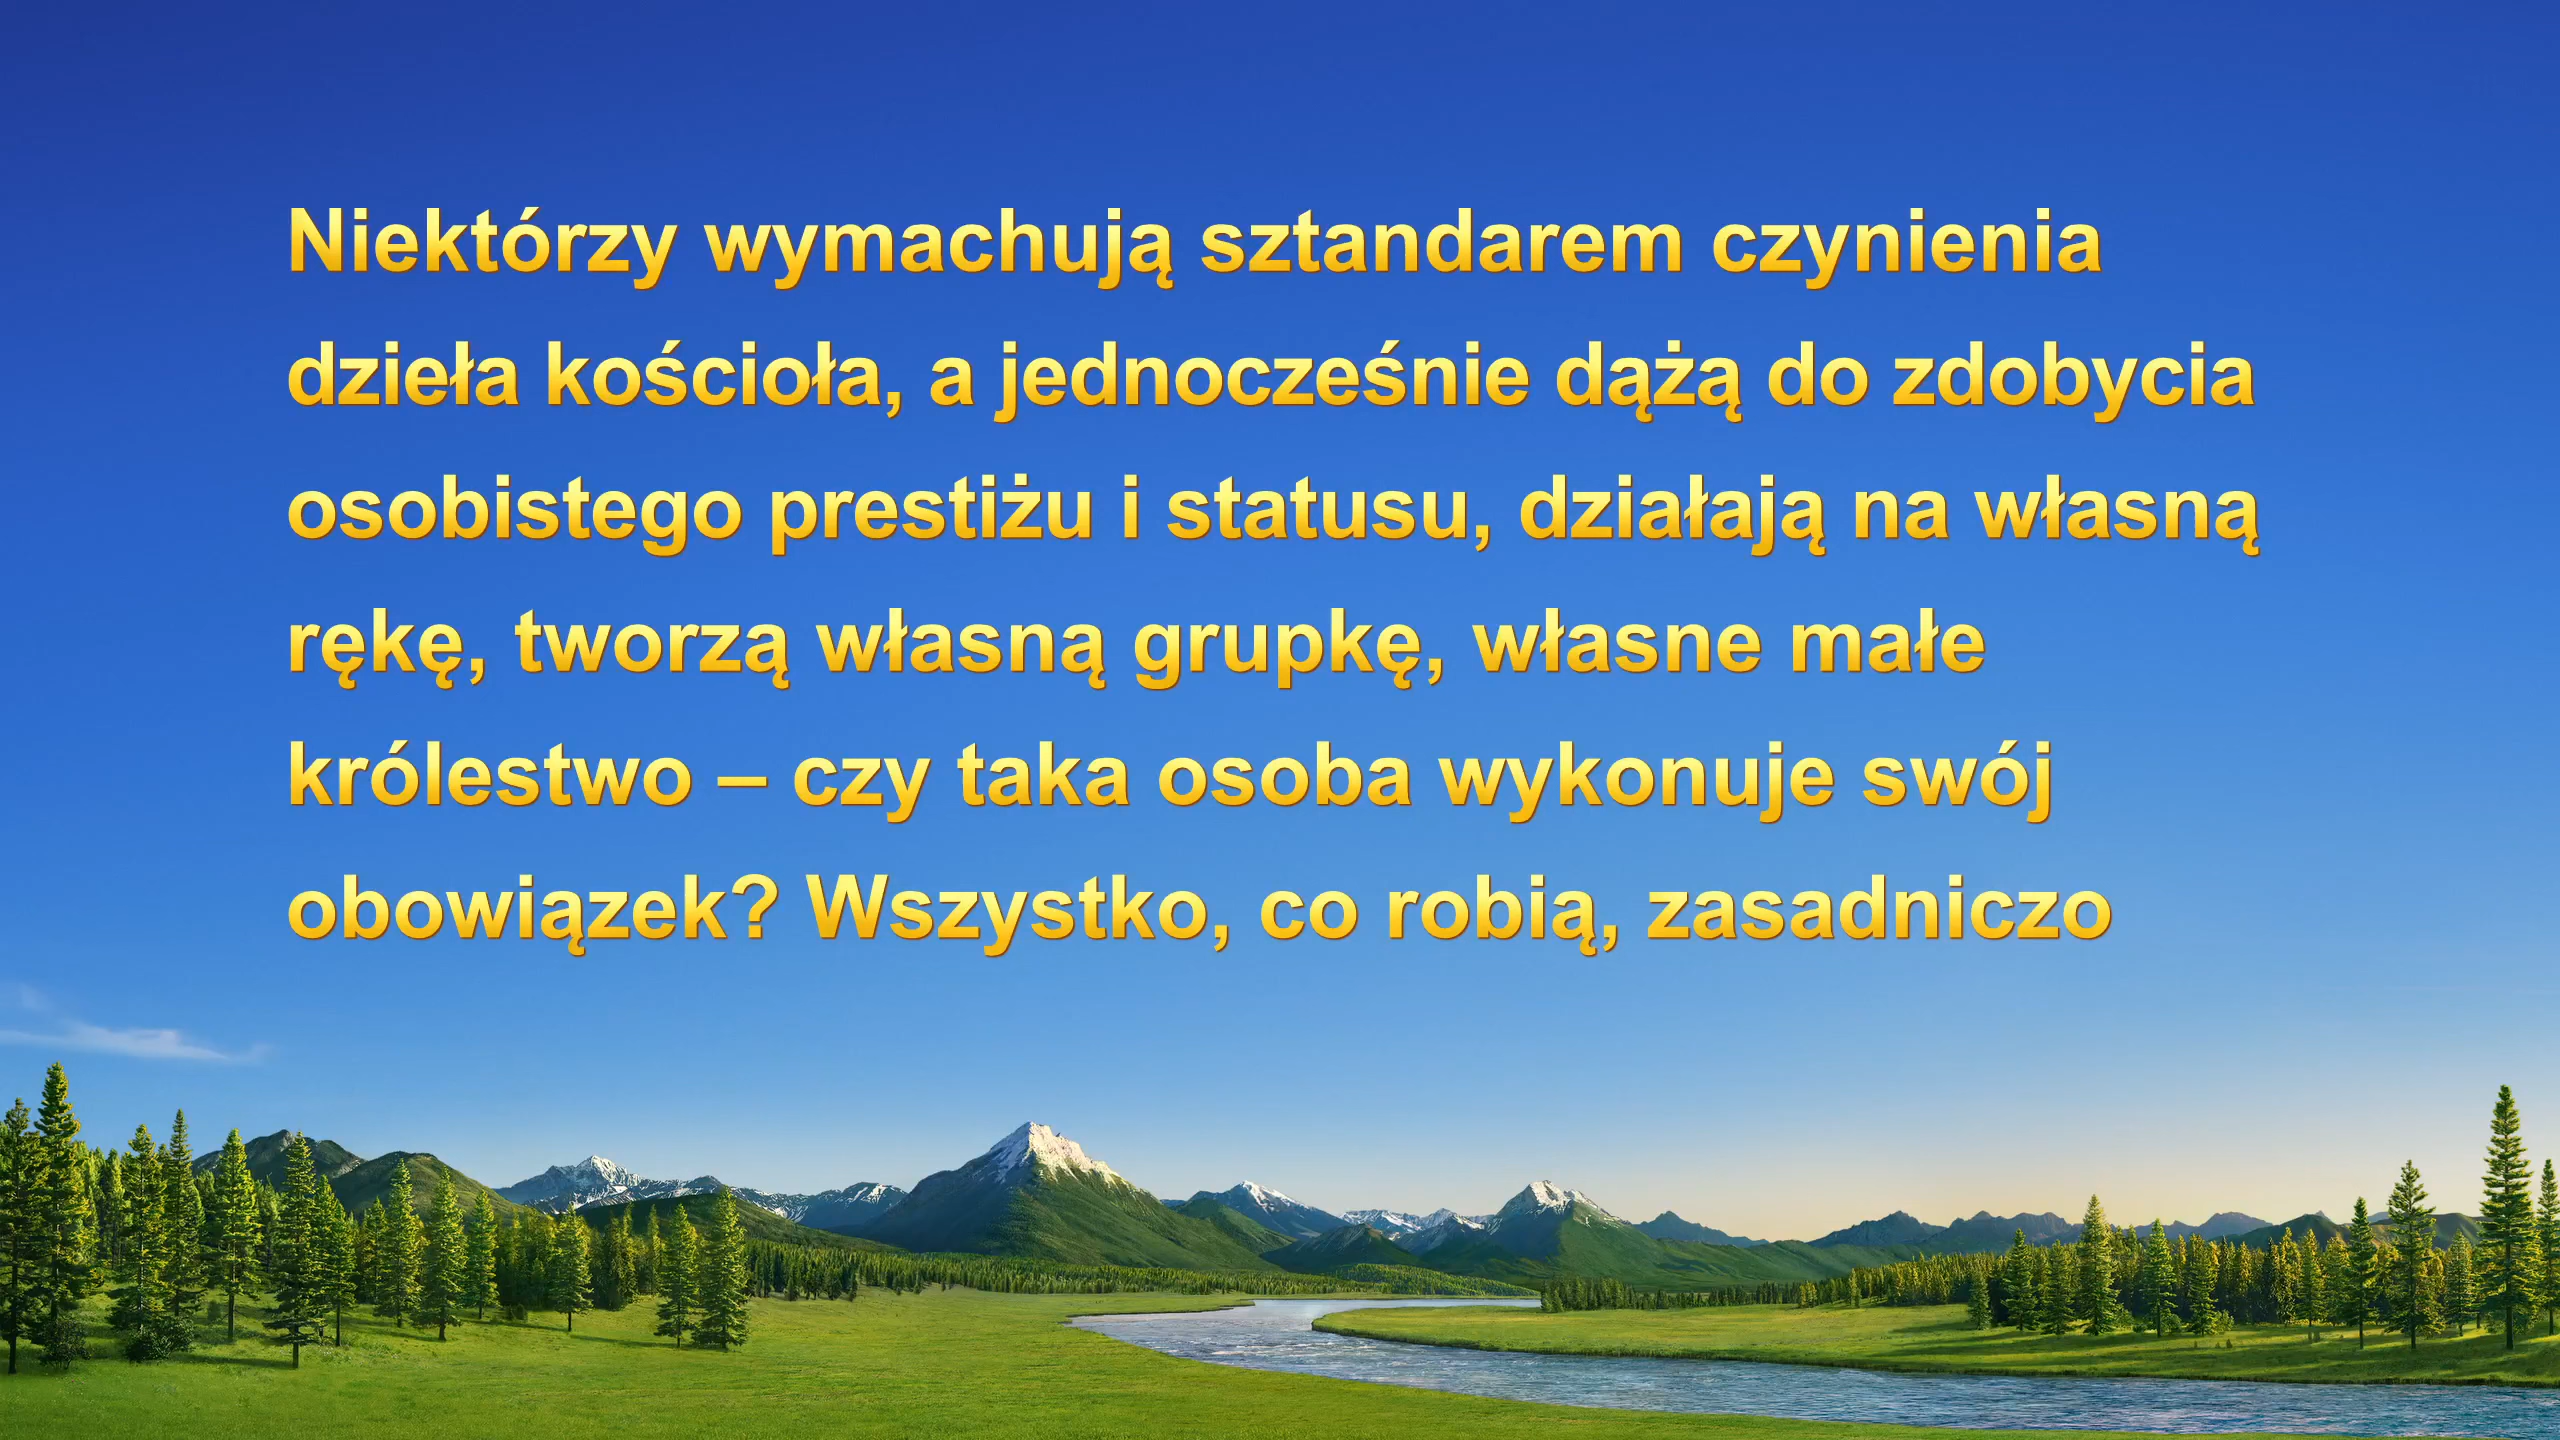 Niektórzy wymachują sztandarem czynienia
dzieła kościoła, a jednocześnie dążą do zdobycia
osobistego prestiżu i statusu, działają na własną
rękę, tworzą własną grupkę, własne małe
królestwo – czy taka osoba wykonuje swój
obowiązek? Wszystko, co robią, zasadniczo